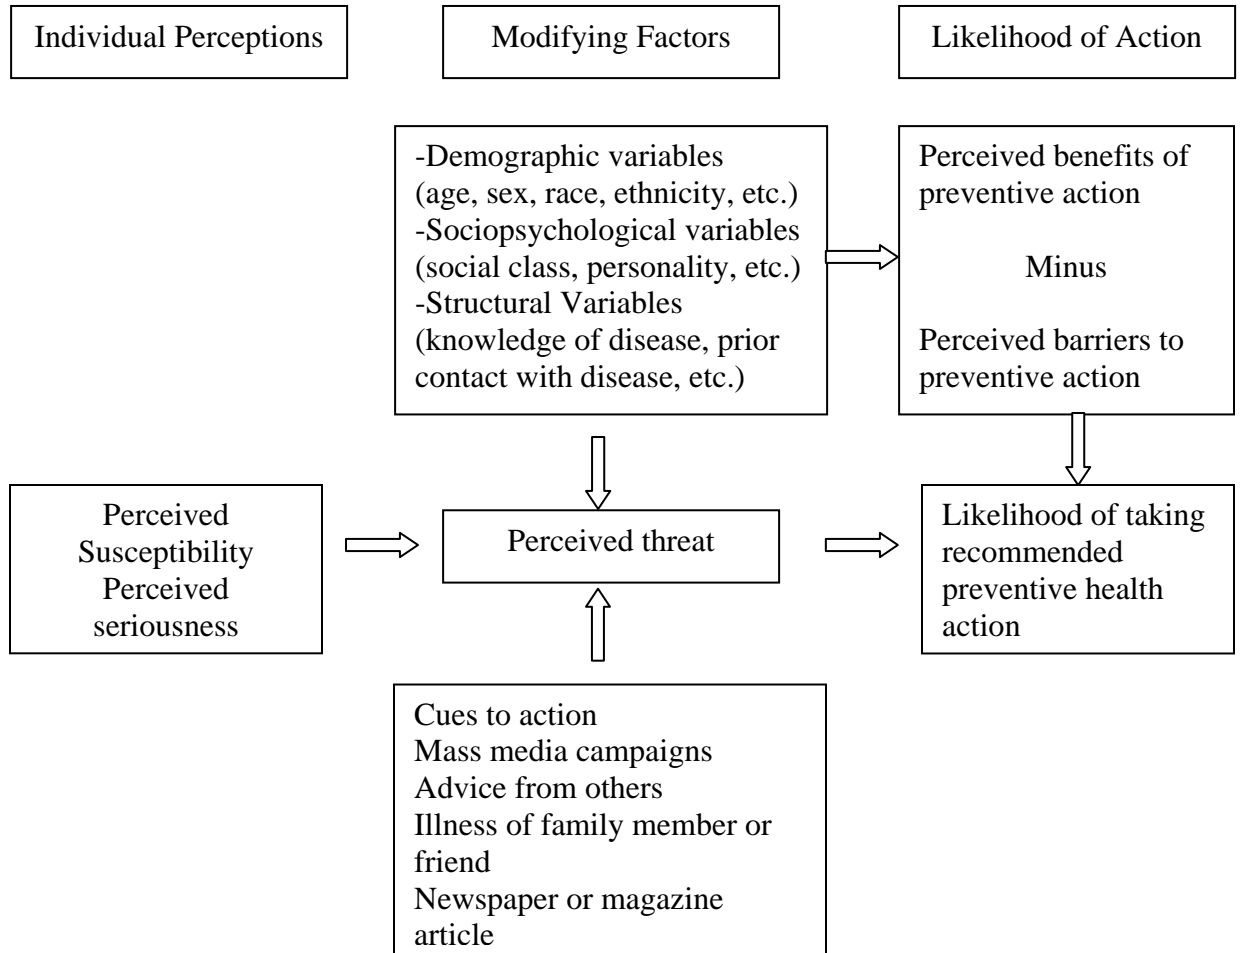 Individual Perceptions
Modifying Factors
Likelihood of Action
-Demographic variables
(age, sex, race, ethnicity, etc.)
-Sociopsychological variables
(social class, personality, etc.)
-Structural Variables
(knowledge of disease, prior
contact with disease, etc.)
Perceived benefits of
preventive action
Minus
Perceived barriers to
preventive action
Perceived
Susceptibility
Perceived
seriousness
Perceived threat
Likelihood of taking
recommended
preventive health
action
Cues to action
Mass media campaigns
Advice from others
Illness of family member or
friend
Newspaper or magazine
article